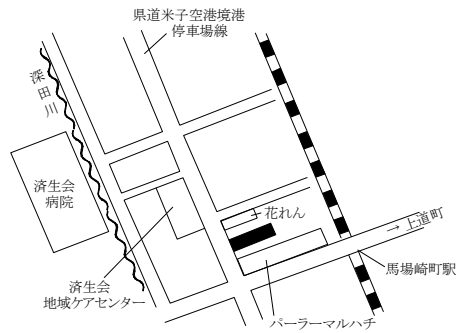 県道米子空港境港
停車場線
深田川
済生会
病院
花れん
→上道町
馬場崎町駅
済生会
地域ケアセンター
パーラーマルハチ